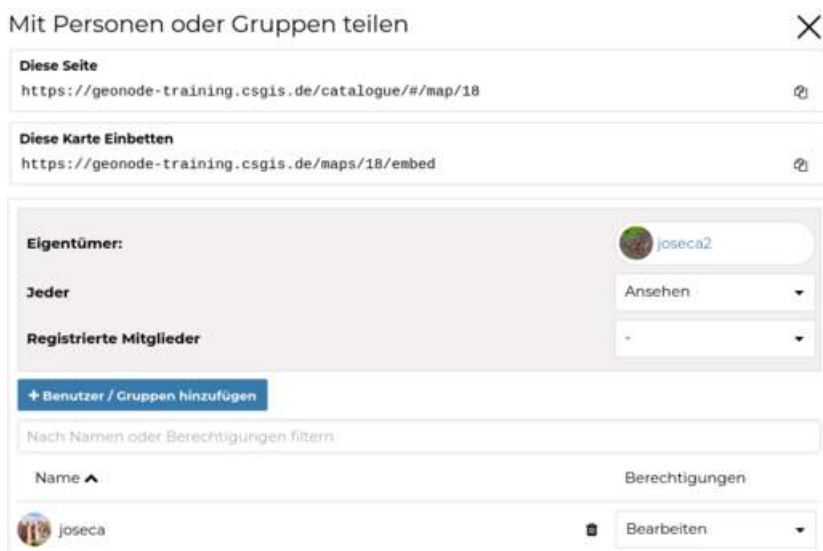 Mit Personen oder Gruppen teilen
Diese Seite
https://geonode-training.csgis.de/catalogue/#/map/18
Diese Karte Einbetten
https://geonode-training.csgis.de/maps/18/embed
Eigentümer: joseca2
Jeder Ansehen
Registrierte Mitglieder -
+ Benutzer / Gruppen hinzufügen
Nach Namen oder Berechtigungen filtern
Name Berechtigungen
joseca Bearbeiten